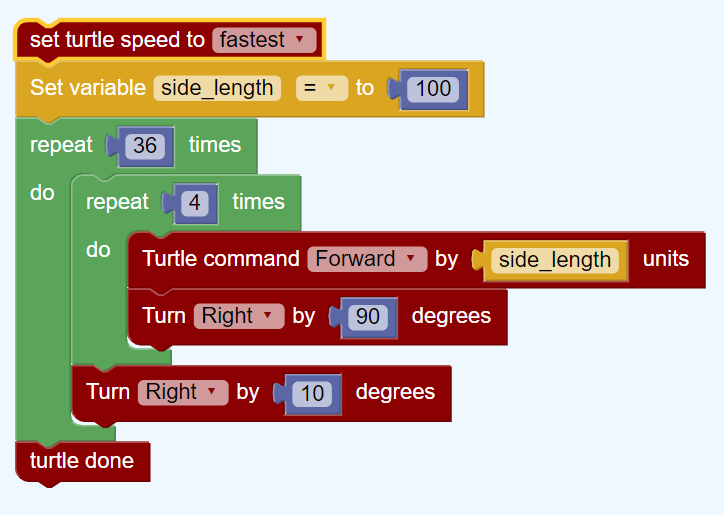 set turtle speed to fastest
Set variable side_length = to 100
repeat 36 times
do
repeat 4 times
do
Turtle command Forward by side_length units
Turn Right by 90 degrees
Turn Right by 10 degrees
turtle done